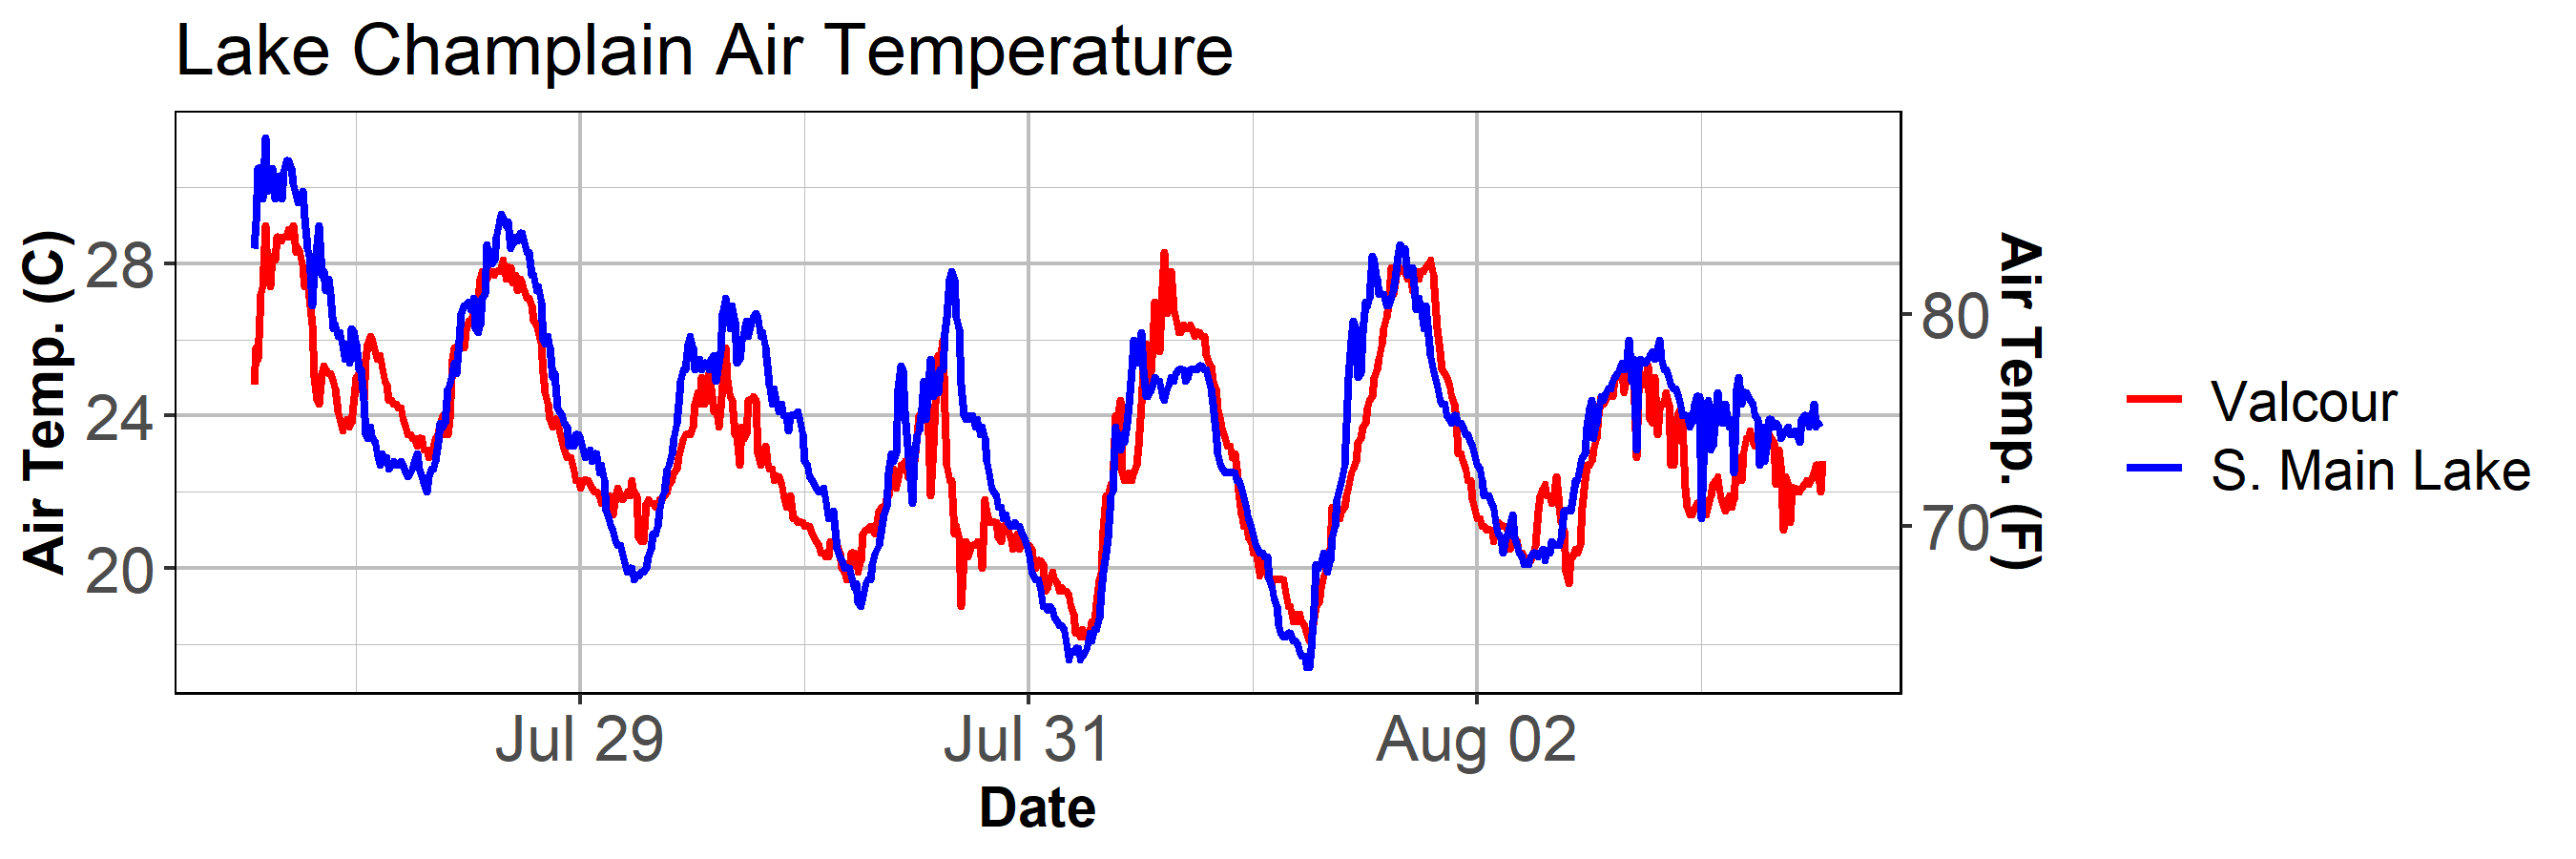 Lake Champlain Air Temperature
Air Temp. (C)
28
24
20
80
70
Air Temp. (F)
Jul 29
Jul 31
Aug 02
Date
Valcour
S. Main Lake